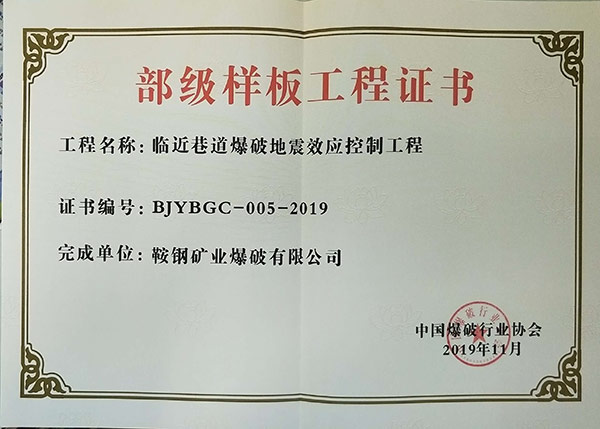 部级样板工程证书
工程名称：临近巷道爆破地震效应控制工程
证书编号：BJYBGC-005-2019
完成单位：鞍钢矿业爆破有限公司
中国爆破行业协会
2019年11月